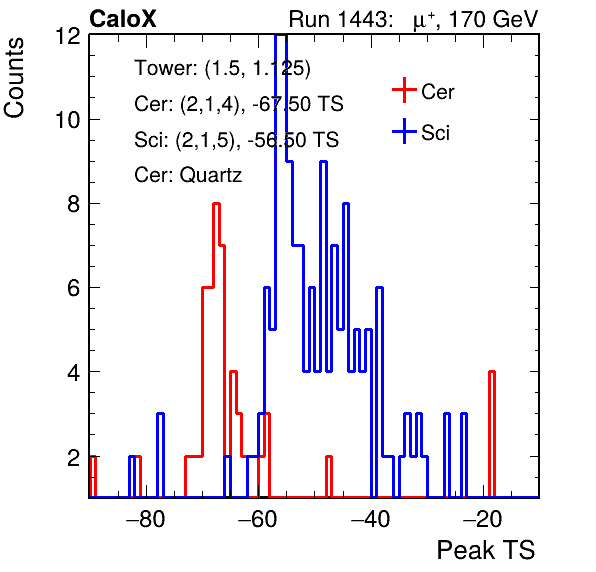 CaloX Run 1443: μ⁺, 170 GeV
Counts
12
10
8
6
4
2
Tower: (1.5, 1.125)
Cer: (2,1,4), -67.50 TS
Sci: (2,1,5), -56.50 TS
Cer: Quartz
Cer
Sci
−80 −60 −40 −20
Peak TS